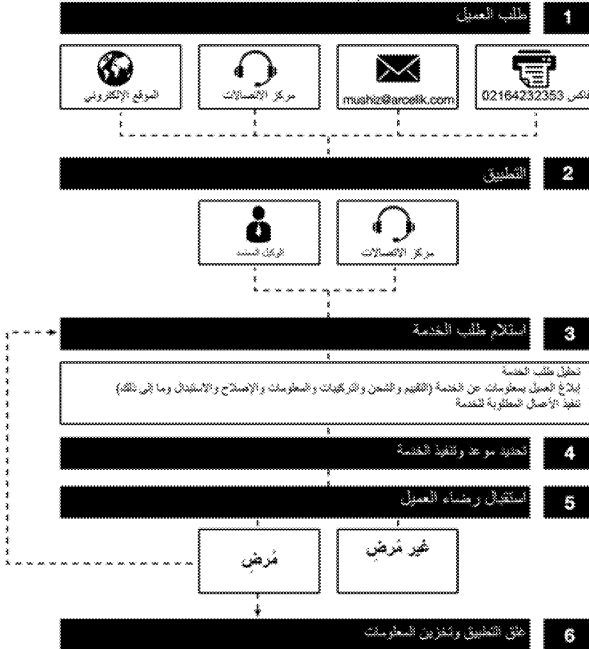 1 طلب العميل
فاكس 02164232353
mushiz@arcelik.com
مركز الاتصالات
الموقع الإلكتروني
2 التطبيق
مركز الاتصالات
الوكيل المعتمد
3 استلام طلب الخدمة
تحليل طلب الخدمة
إبلاغ العميل بمعلومات عن الخدمة (التقييم والشحن والتركيبات والمعلومات والإصلاح والاستبدال وما إلى ذلك)
تنفيذ الأعمال المطلوبة للخدمة
4 تحديد موعد وتنفيذ الخدمة
5 استقبال رضاء العميل
غير مُرضٍ
مُرضٍ
6 غلق التطبيق وتخزين المعلومات